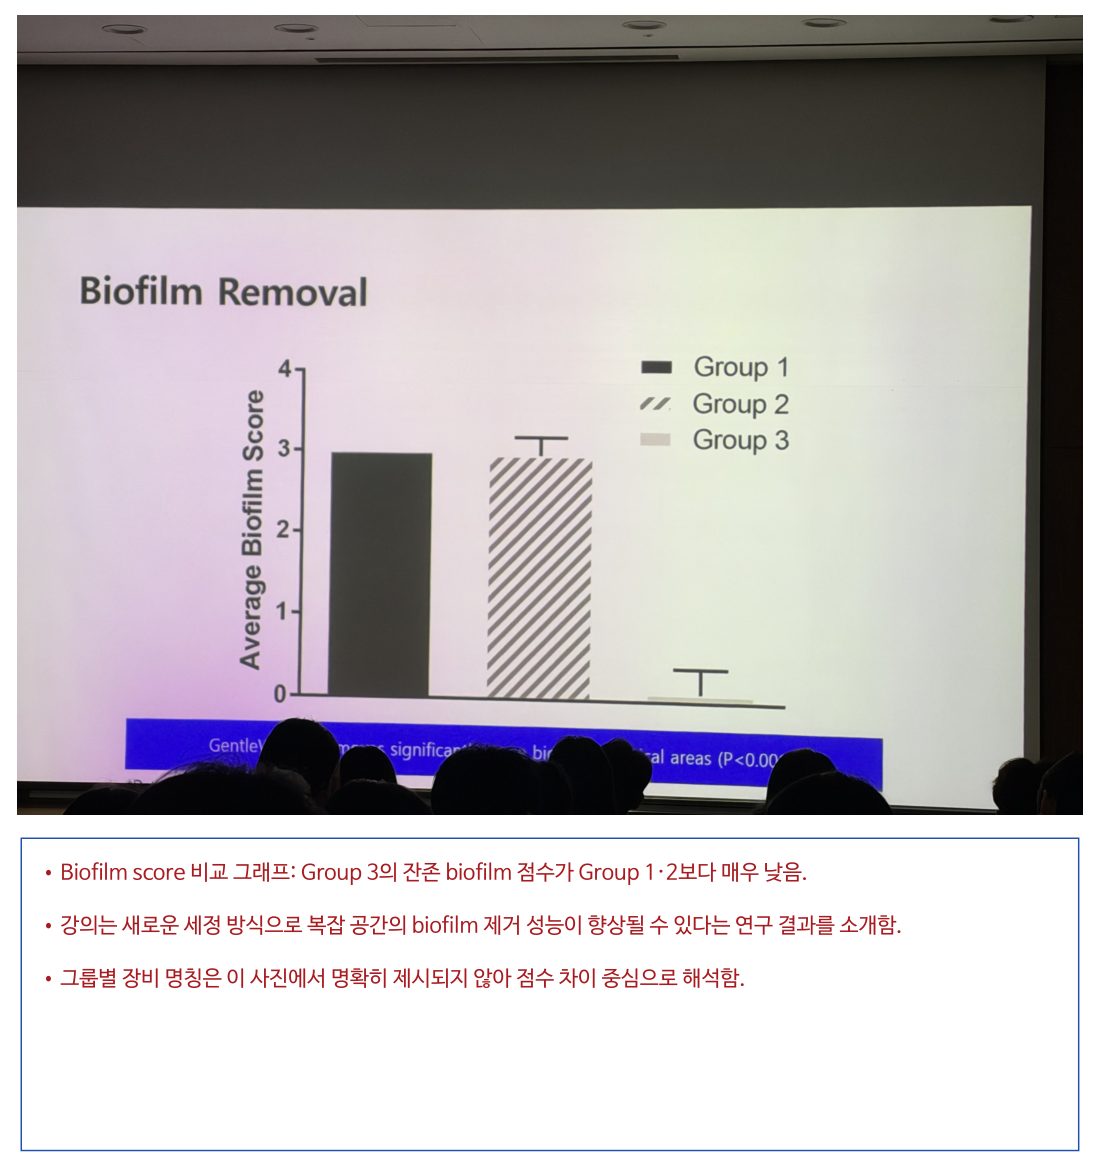 Biofilm Removal
Average Biofilm Score
4
3
2
1
0
Group 1
Group 2
Group 3
significant
areas (P<0.00
• Biofilm score 비교 그래프: Group 3의 잔존 biofilm 점수가 Group 1·2보다 매우 낮음.
• 강의는 새로운 세정 방식으로 복잡 공간의 biofilm 제거 성능이 향상될 수 있다는 연구 결과를 소개함.
• 그룹별 장비 명칭은 이 사진에서 명확히 제시되지 않아 점수 차이 중심으로 해석함.